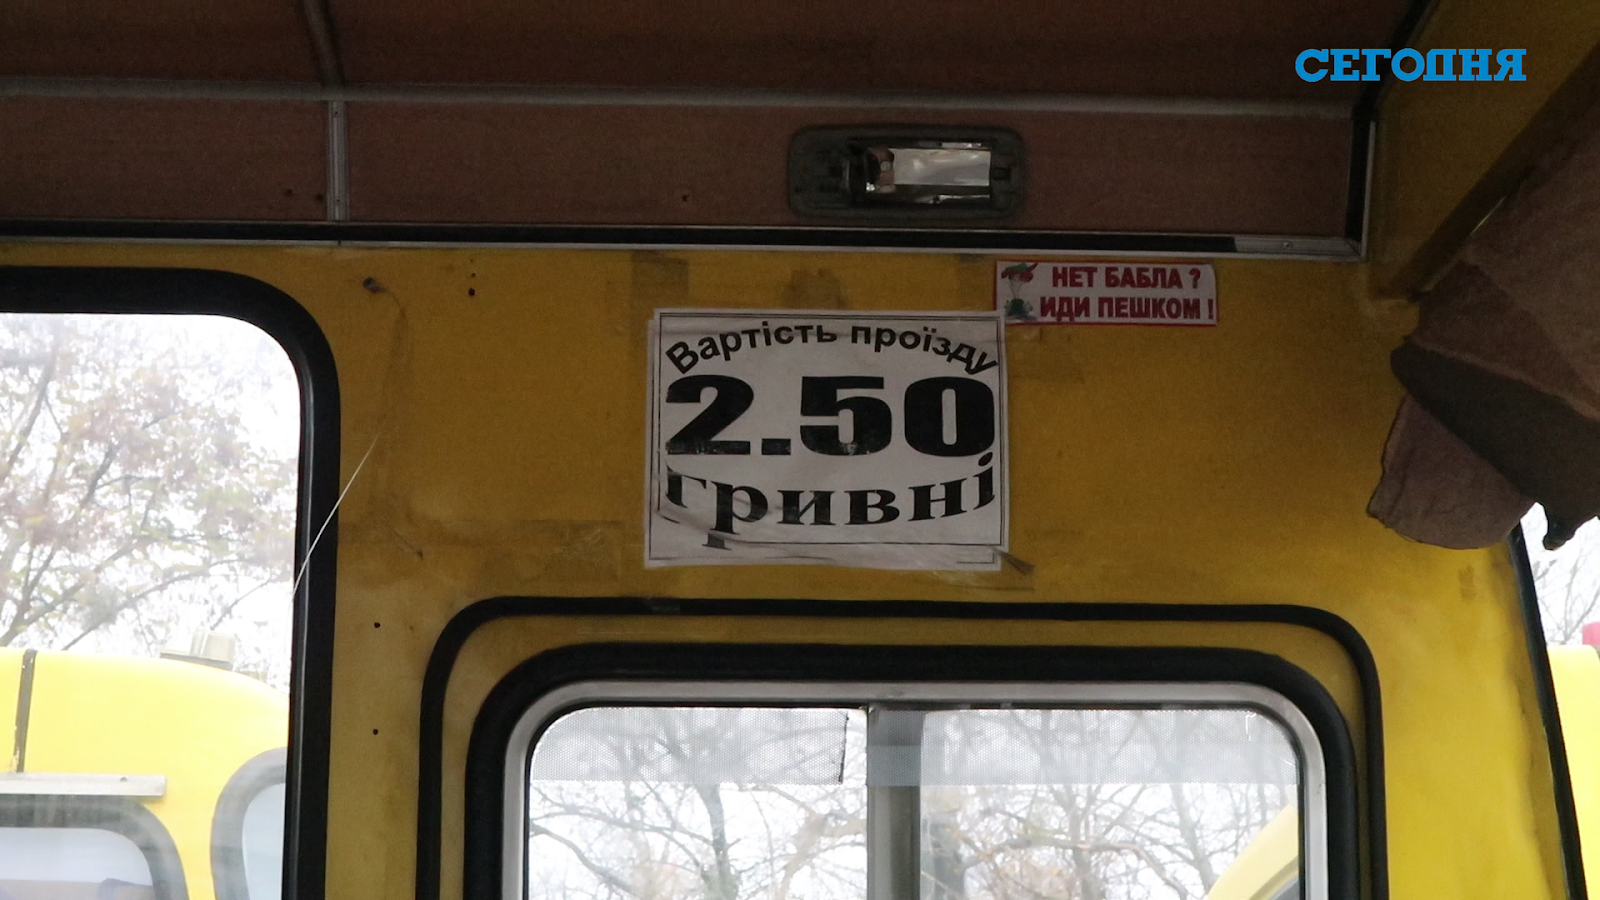 СЕГОДНЯ
НЕТ БАБЛА ?
ИДИ ПЕШКОМ !
Вартість проїзду
2.50
гривні